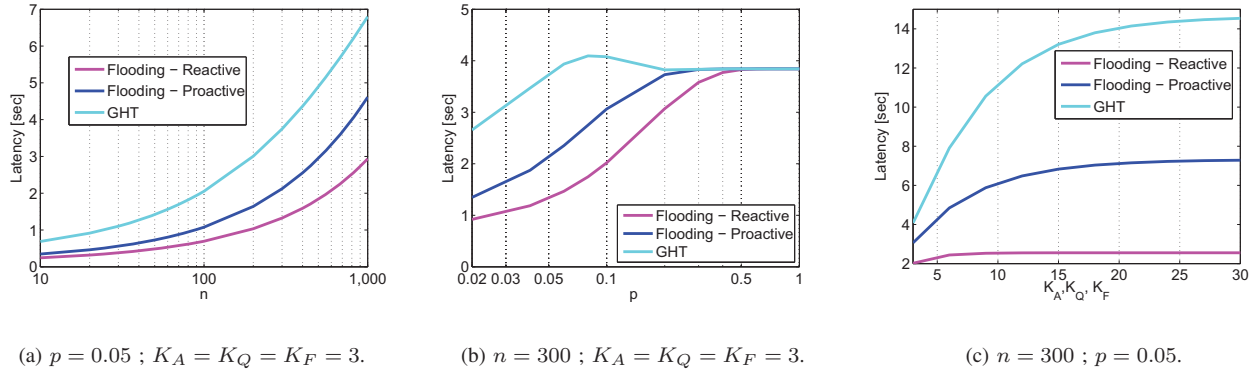 7
6
5
4
3
2
1
0
Latency [sec]
Flooding − Reactive
Flooding − Proactive
GHT
10
100
1,000
n
5
4
3
2
1
0
Latency [sec]
Flooding − Reactive
Flooding − Proactive
GHT
0.02
0.03
0.05
0.1
0.2
0.5
1
p
14
12
10
8
6
4
2
Latency [sec]
Flooding − Reactive
Flooding − Proactive
GHT
5
10
15
20
25
30
K_A,K_Q, K_F
(a) p = 0.05 ; K_A = K_Q = K_F = 3.
(b) n = 300 ; K_A = K_Q = K_F = 3.
(c) n = 300 ; p = 0.05.